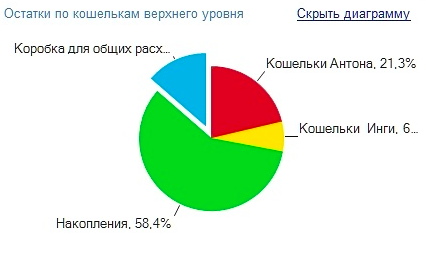 Остатки по кошелькам верхнего уровня
Скрыть диаграмму
Коробка для общих расх...
Кошельки Антона, 21,3%
Кошельки Инги, 6...
Накопления, 58,4%